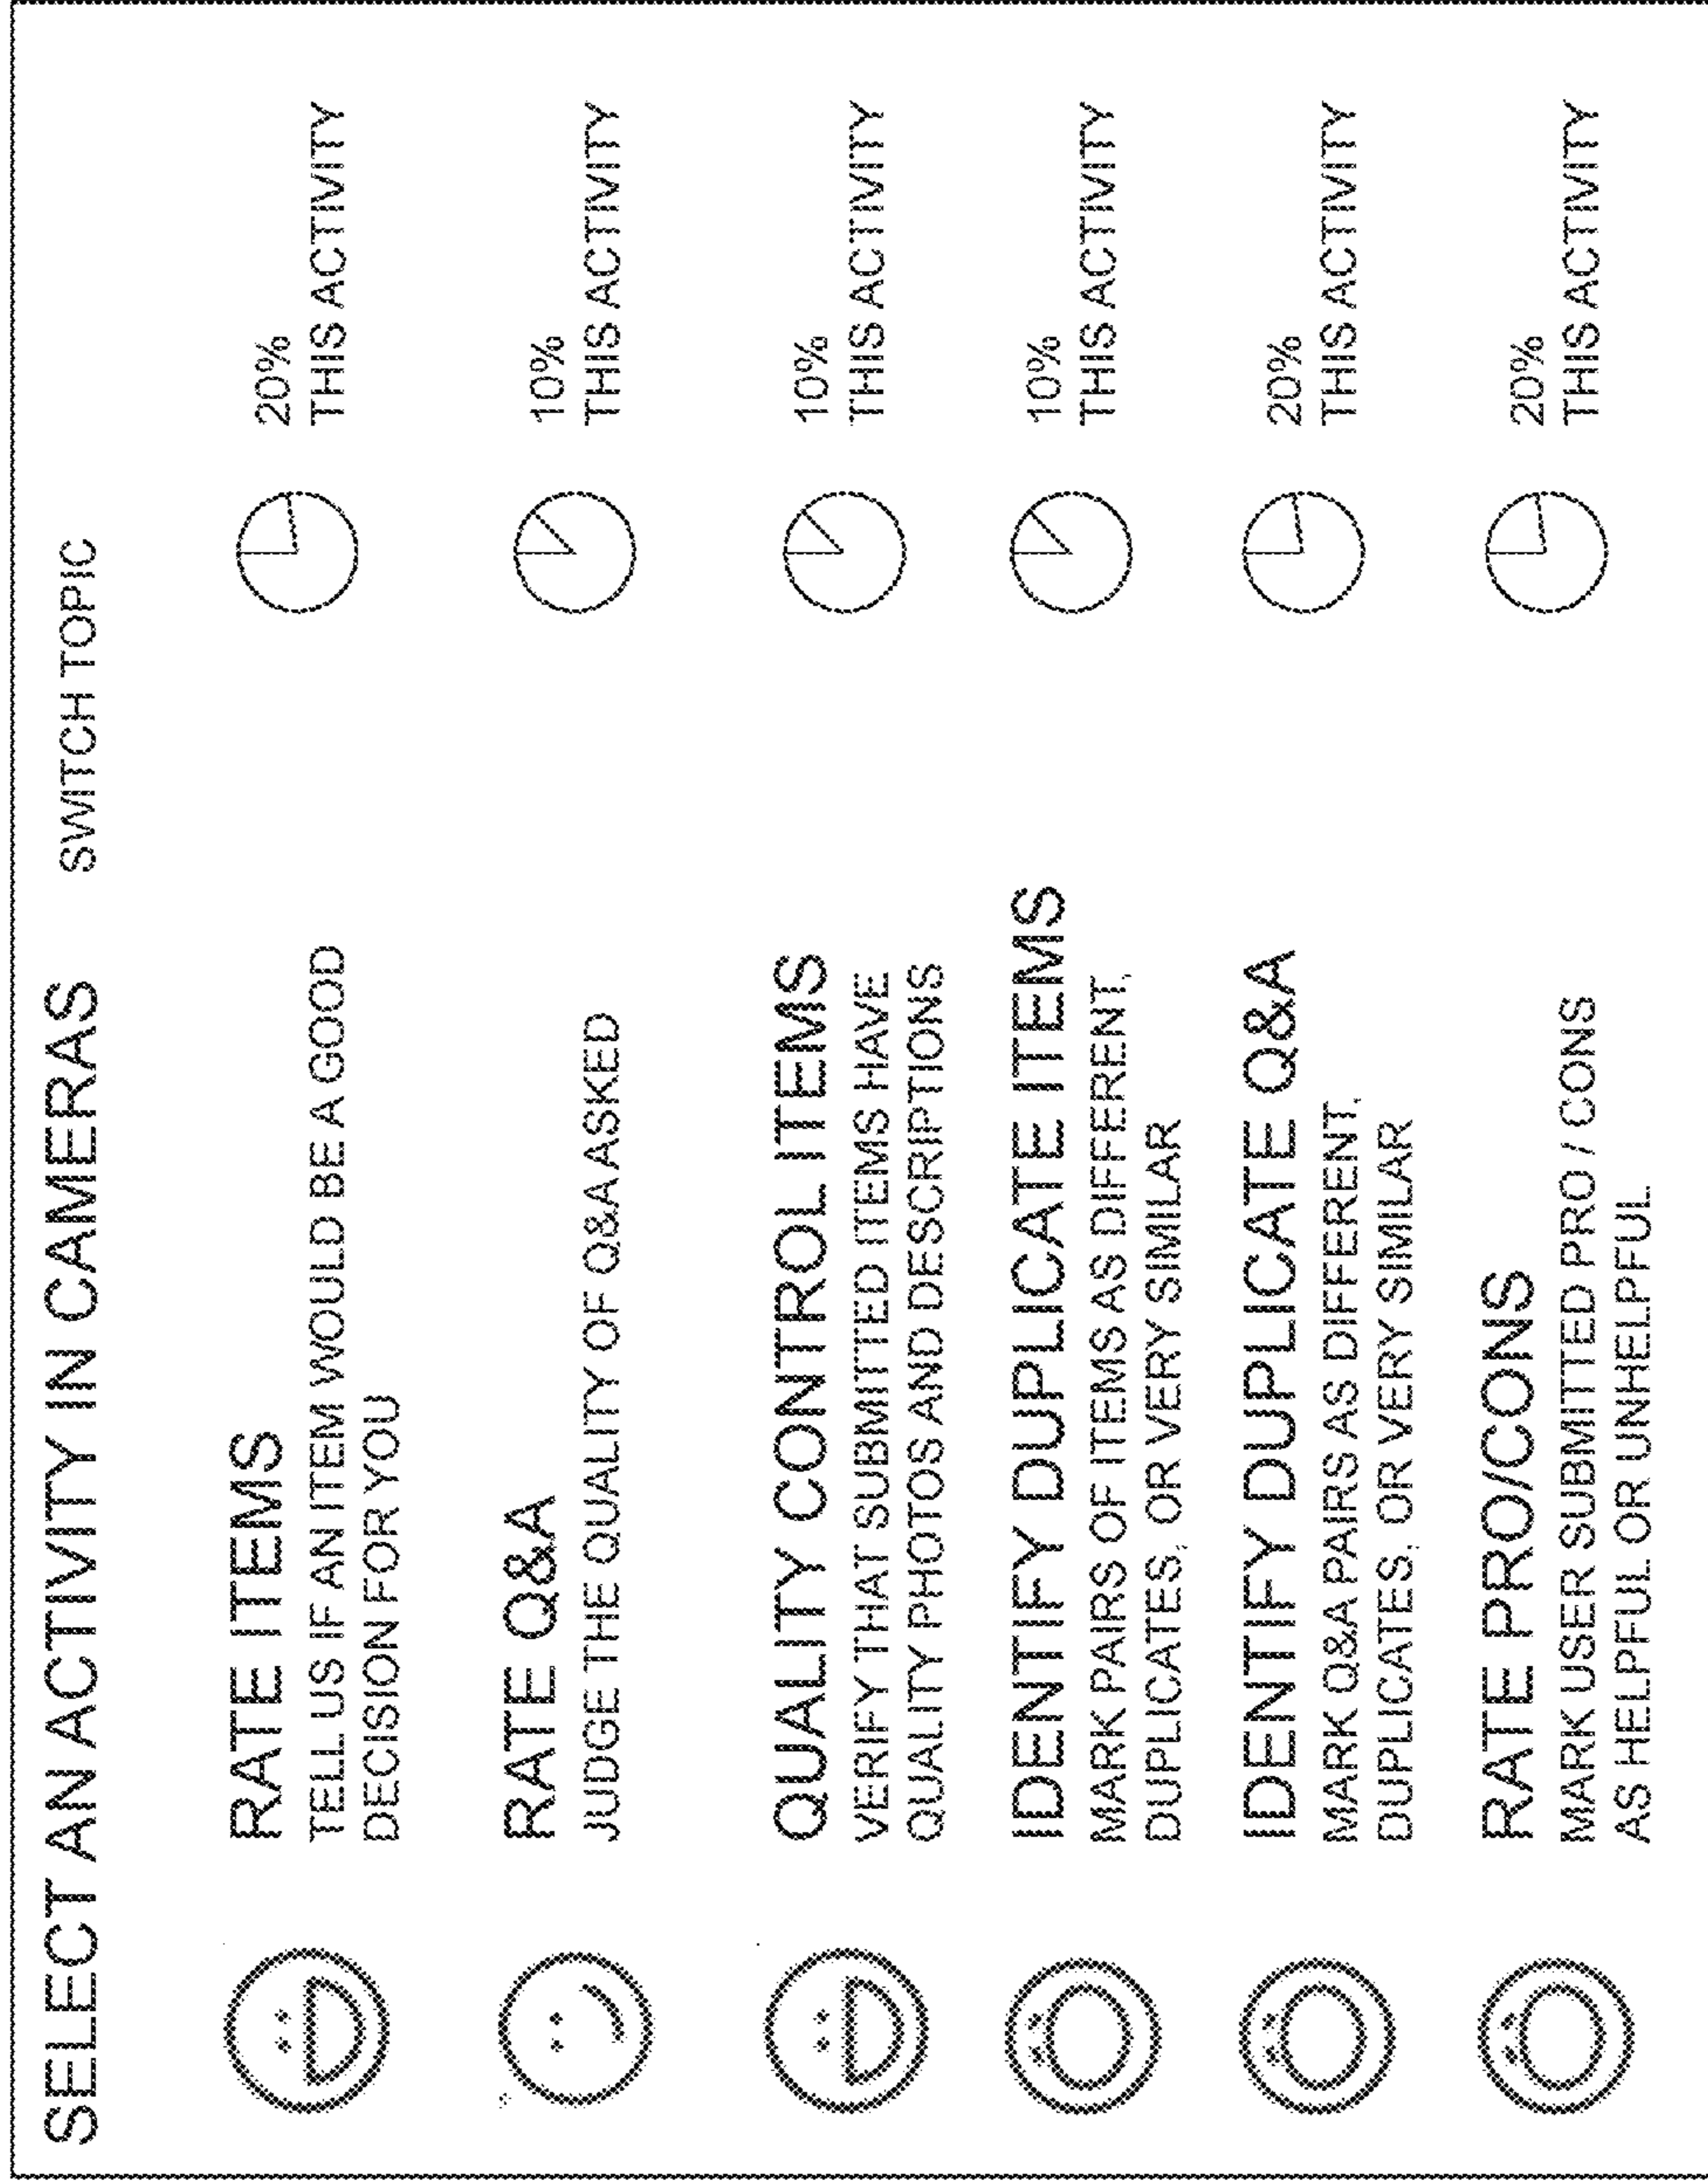 SELECT AN ACTIVITY IN CAMERAS SWITCH TOPIC
RATE ITEMS
TELL US IF AN ITEM WOULD BE A GOOD
DECISION FOR YOU
20%
THIS ACTIVITY
RATE Q&A
JUDGE THE QUALITY OF Q&A ASKED
10%
THIS ACTIVITY
QUALITY CONTROL ITEMS
VERIFY THAT SUBMITTED ITEMS HAVE
QUALITY PHOTOS AND DESCRIPTIONS
10%
THIS ACTIVITY
IDENTIFY DUPLICATE ITEMS
MARK PAIRS OF ITEMS AS DIFFERENT,
DUPLICATES, OR VERY SIMILAR
10%
THIS ACTIVITY
IDENTIFY DUPLICATE Q&A
MARK Q&A PAIRS AS DIFFERENT,
DUPLICATES, OR VERY SIMILAR
20%
THIS ACTIVITY
RATE PRO/CONS
MARK USER SUBMITTED PRO / CONS
AS HELPFUL OR UNHELPFUL
20%
THIS ACTIVITY